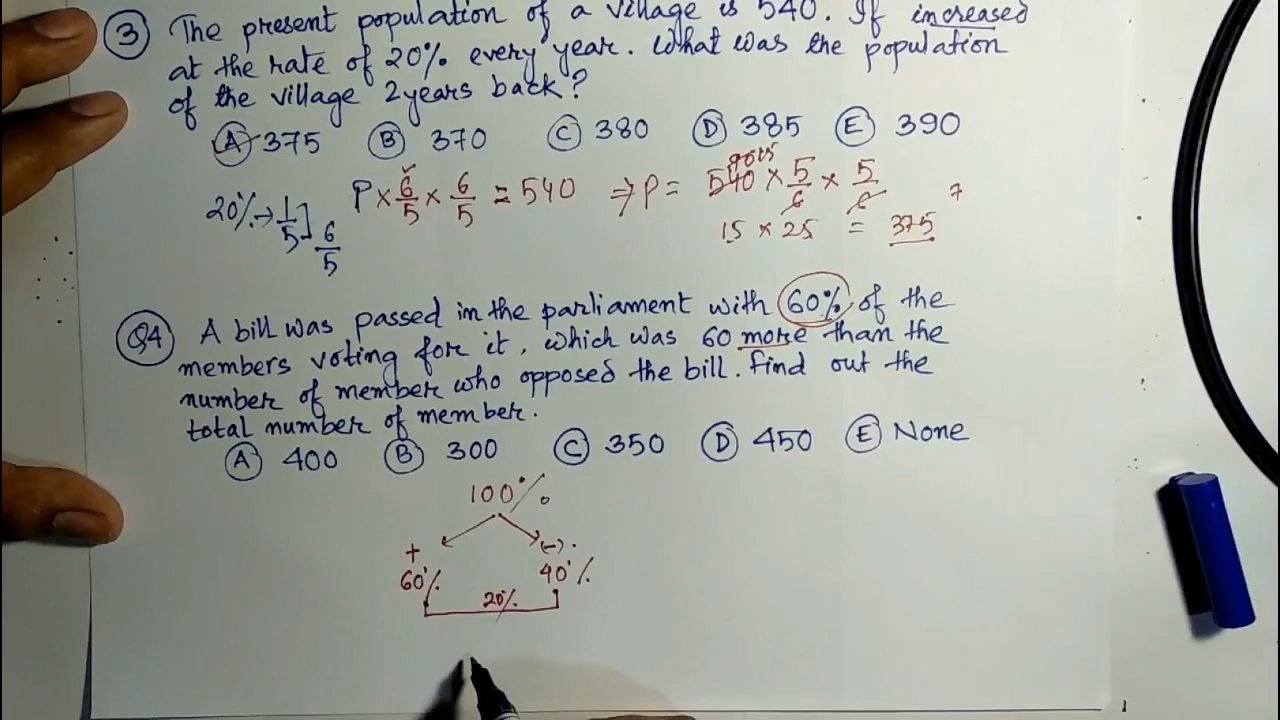 3 The present population of a village is 540. If increased
at the rate of 20% every year. What was the population
of the village 2 years back?
A 375 B 370 C 380 D 385 E 390
20% → 1/5] 6/5 P × 6/5 × 6/5 = 540 ⇒ P = 540 × 5/6 × 5/6
15 × 25 = 375
Q4 A bill was passed in the parliament with 60% of the
members voting for it, which was 60 more than the
number of member who opposed the bill. Find out the
total number of member.
A 400 B 300 C 350 D 450 E None
100%
+ (-)
60% 40%
20%